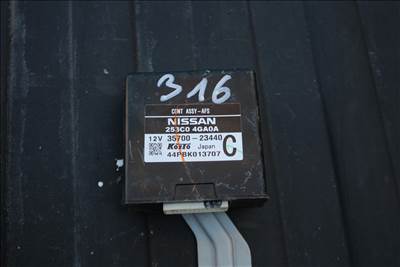 316
CONT ASSY-AFS
NISSAN
253C0 4GA0A
12V 35700-23440
Koito Japan C
44PBK013707